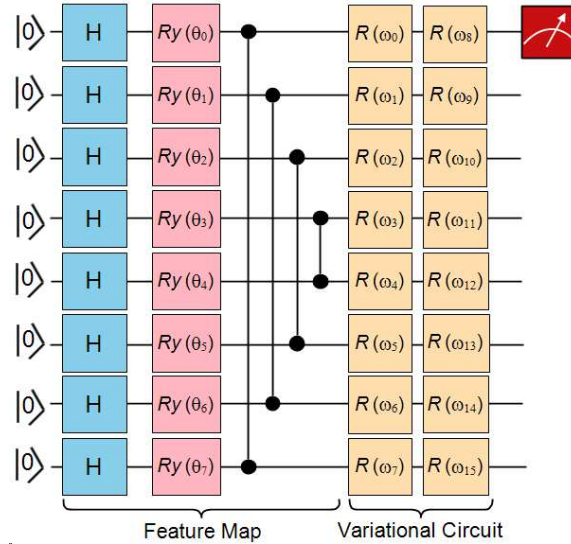 |0⟩ H Ry(θ₀) R(ω₀) R(ω₈)
|0⟩ H Ry(θ₁) R(ω₁) R(ω₉)
|0⟩ H Ry(θ₂) R(ω₂) R(ω₁₀)
|0⟩ H Ry(θ₃) R(ω₃) R(ω₁₁)
|0⟩ H Ry(θ₄) R(ω₄) R(ω₁₂)
|0⟩ H Ry(θ₅) R(ω₅) R(ω₁₃)
|0⟩ H Ry(θ₆) R(ω₆) R(ω₁₄)
|0⟩ H Ry(θ₇) R(ω₇) R(ω₁₅)
Feature Map Variational Circuit